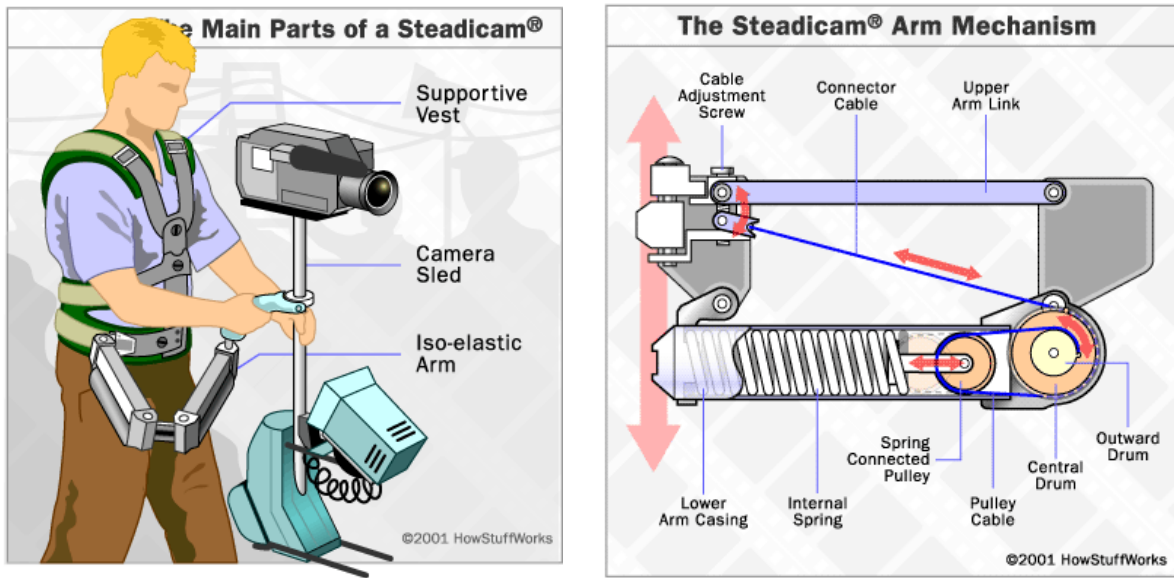 he Main Parts of a Steadicam®
Supportive
Vest
Camera
Sled
Iso-elastic
Arm
©2001 HowStuffWorks
The Steadicam® Arm Mechanism
Cable
Adjustment
Screw
Connector
Cable
Upper
Arm Link
Spring
Connected
Pulley
Central
Drum
Outward
Drum
Lower
Arm Casing
Internal
Spring
Pulley
Cable
©2001 HowStuffWorks